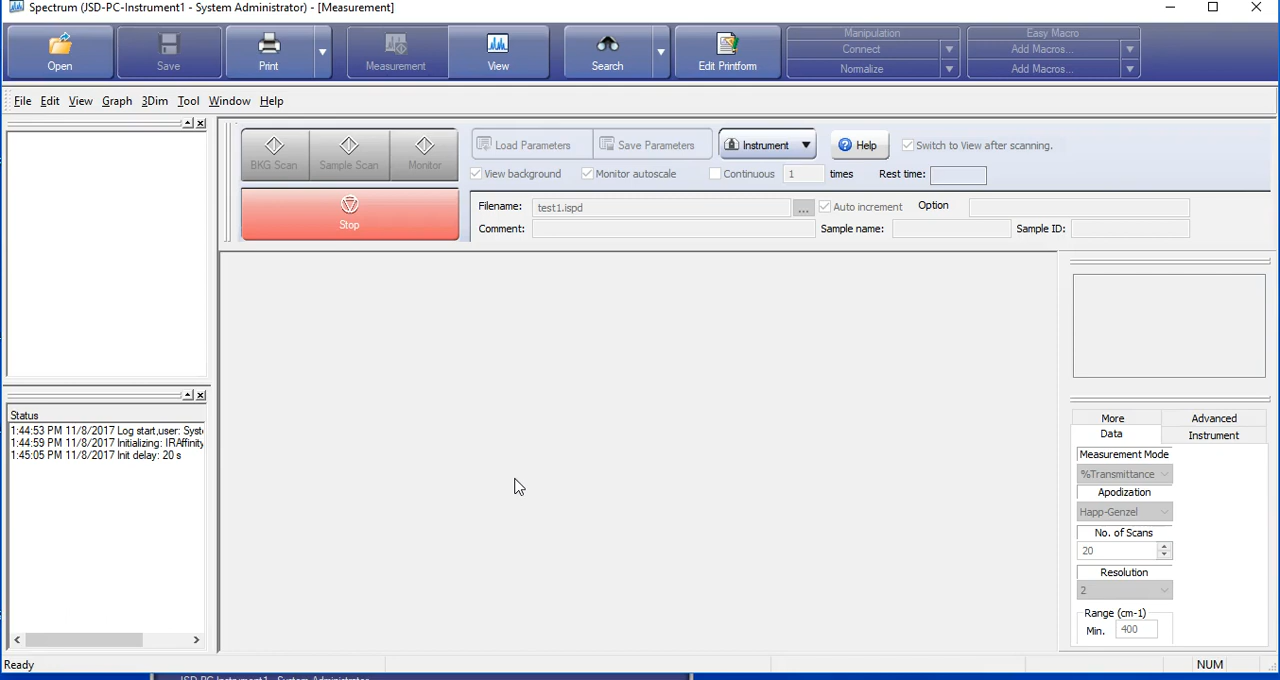 Spectrum (JSD-PC-Instrument1 - System Administrator) - [Measurement]
Open
Save
Print
Measurement
View
Search
Edit Printform
Manipulation
Connect
Normalize
Easy Macro
Add Macros...
Add Macros...
File Edit View Graph 3Dim Tool Window Help
BKG Scan
Sample Scan
Monitor
Stop
Load Parameters
Save Parameters
Instrument
Help
Switch to View after scanning.
View background
Monitor autoscale
Continuous 1 times
Rest time:
Filename: test1.ispd ... Auto increment Option
Comment: Sample name: Sample ID:
Status
1:44:53 PM 11/8/2017 Log start,user: Syst
1:44:59 PM 11/8/2017 Initializing: IRAffinity
1:45:05 PM 11/8/2017 Init delay: 20 s
More Advanced
Data Instrument
Measurement Mode
%Transmittance
Apodization
Happ-Genzel
No. of Scans
20
Resolution
2
Range (cm-1)
Min. 400
Ready NUM
JSD-PC-Instrument1 - System Administrator